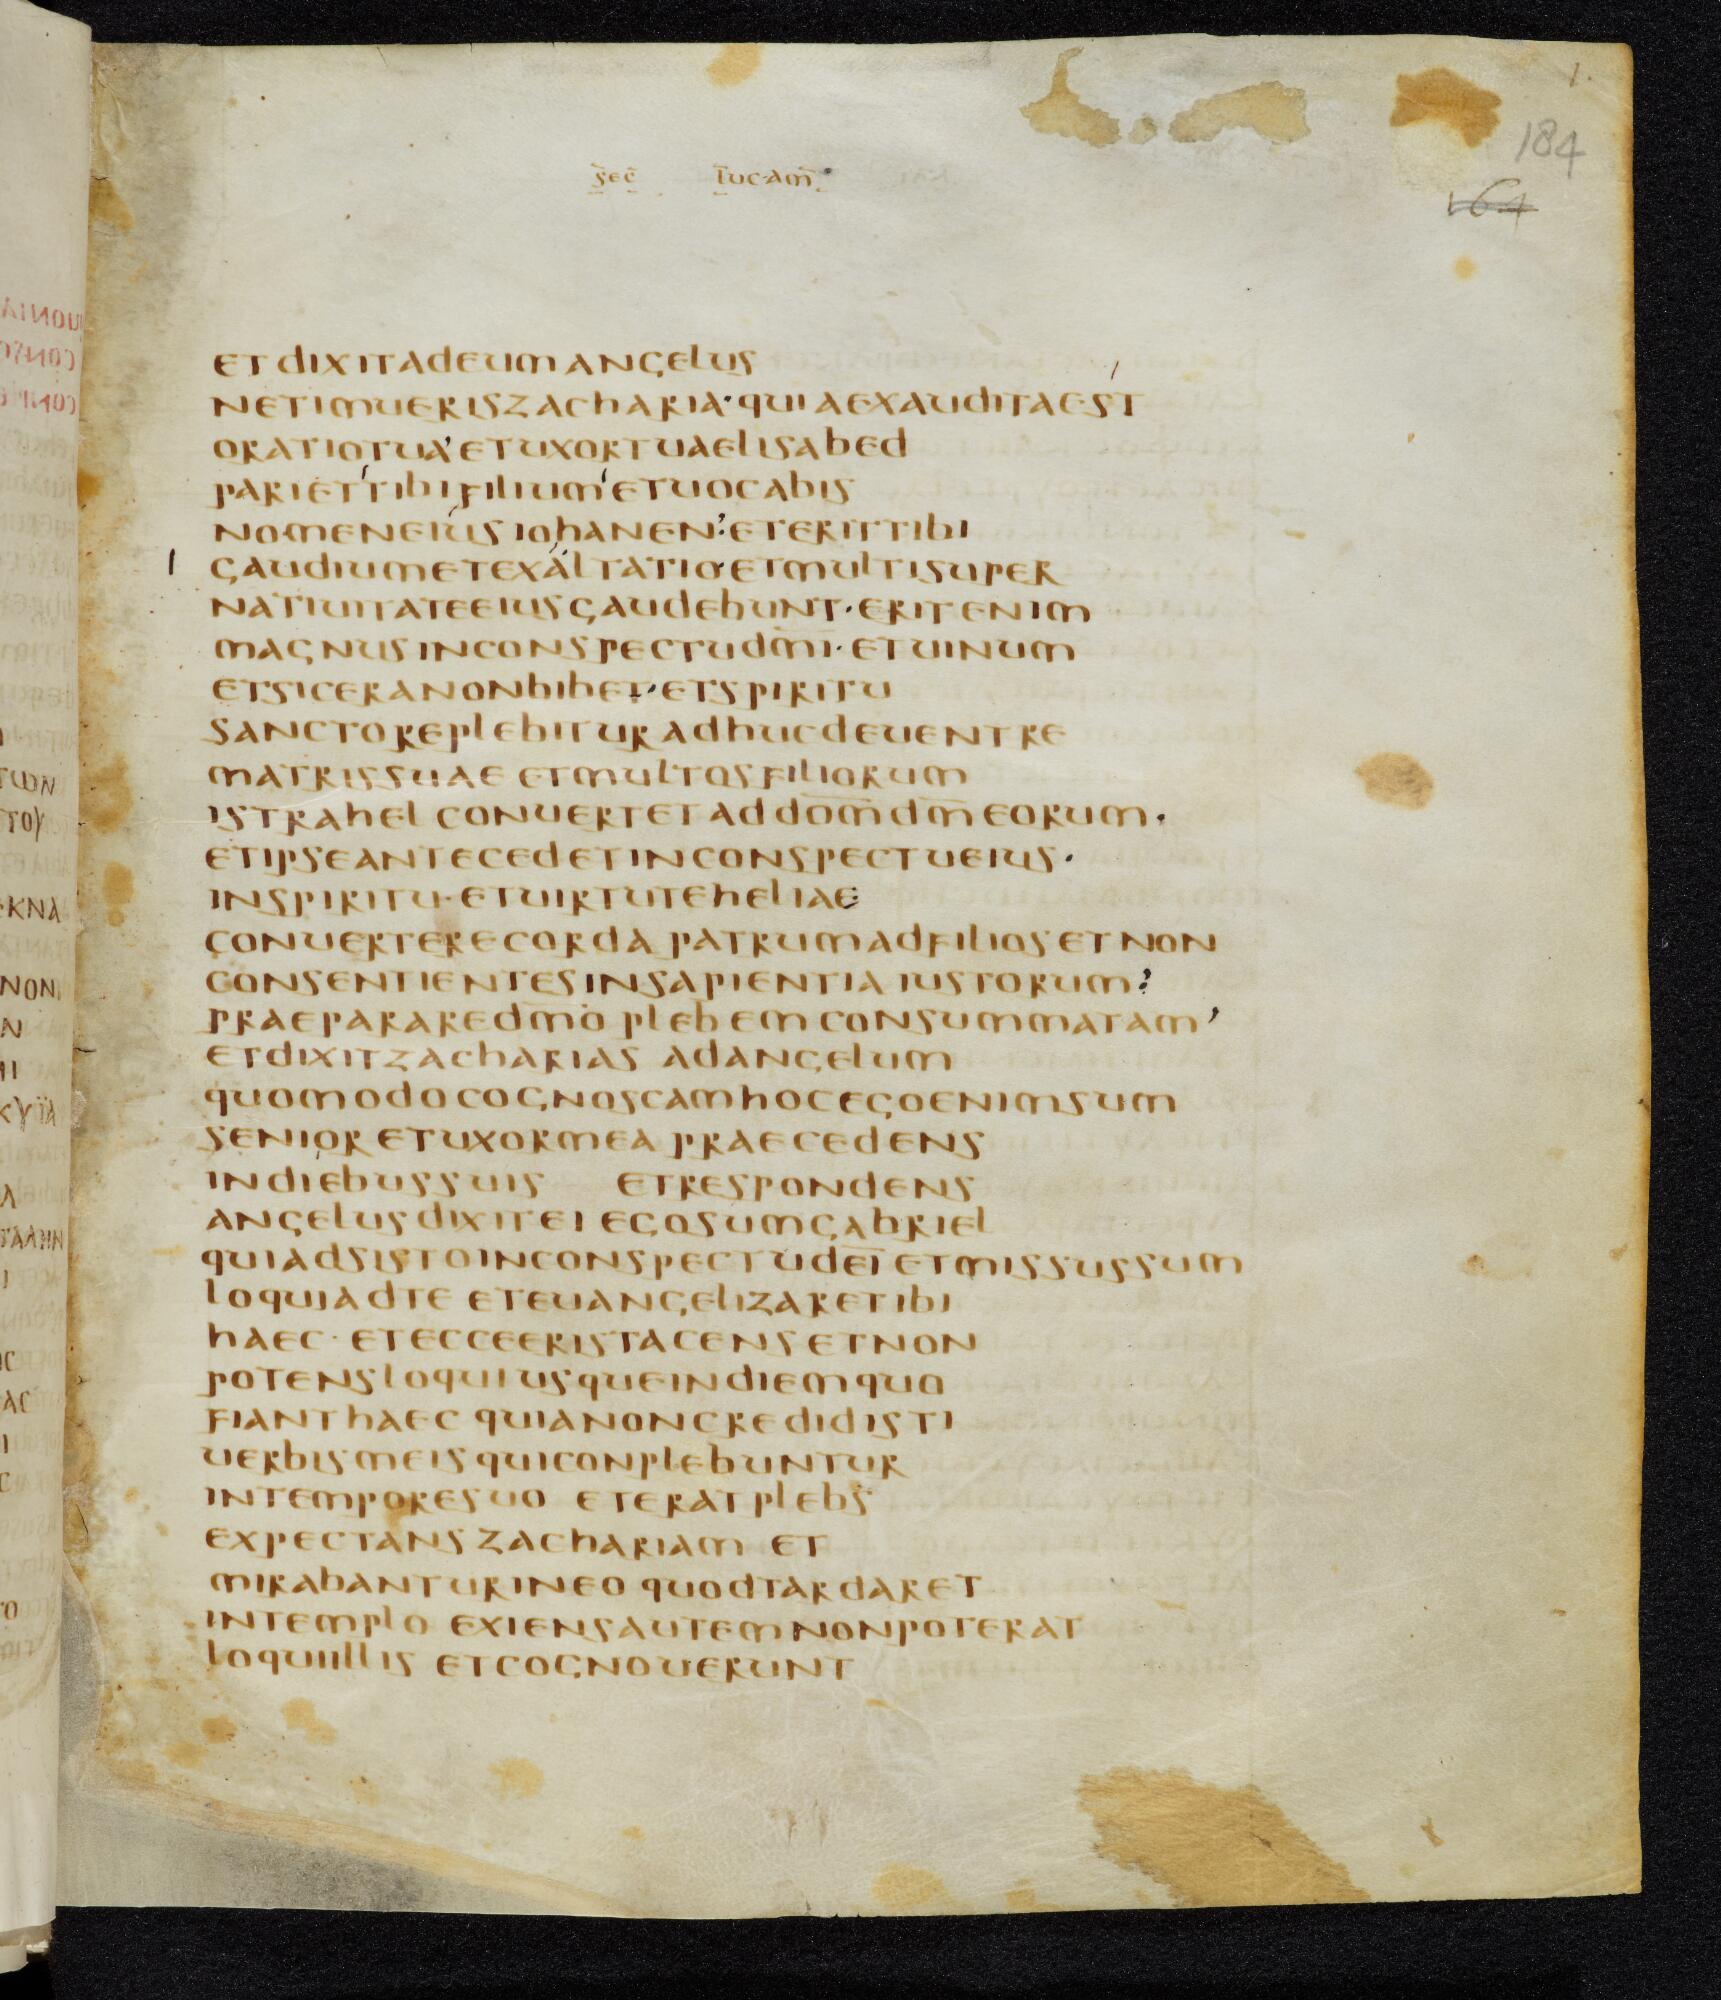 1.
184
164
sec lucam
et dixit ad eum angelus
ne timueris zacharia· quia exaudita est
oratio tua' et uxor tua elisabed
pariet tibi filium' et uocabis
nomen eius iohanen:' et erit tibi
gaudium et exaltatio· et multi super
natiuitate eius gaudebunt· erit enim
magnus in conspectu dm̅i̅· et uinum
et sicera non bibet· et spiritu
sancto replebitur adhuc de uentre
matris suae et multos filiorum
istrahel conuertet ad do̅m̅ dm̅ eorum·
et ipse antecedet in conspectu eius·
in spiritu· et uirtute heliae
conuertere corda patrum ad filios et non
consentientes in sapientia iustorum:'
praeparare dm̅o plebem consummatam'
et dixit zacharias ad angelum
quomodo cognoscam hoc ego enim sum
senior et uxor mea praecedens
in diebus suis et respondens
angelus dixit ei ego sum gabriel
qui adsisto in conspectu de̅i̅ et missus sum
loqui ad te et euangelizare tibi
haec· et ecce eris tacens et non
potens loqui usque in diem quo
fiant haec quia non credidisti
uerbis meis qui conplebuntur
in tempore suo et erat plebs
expectans zachariam et
mirabantur in eo quod tardaret
in templo exiens autem non poterat
loqui illis et cognouerunt